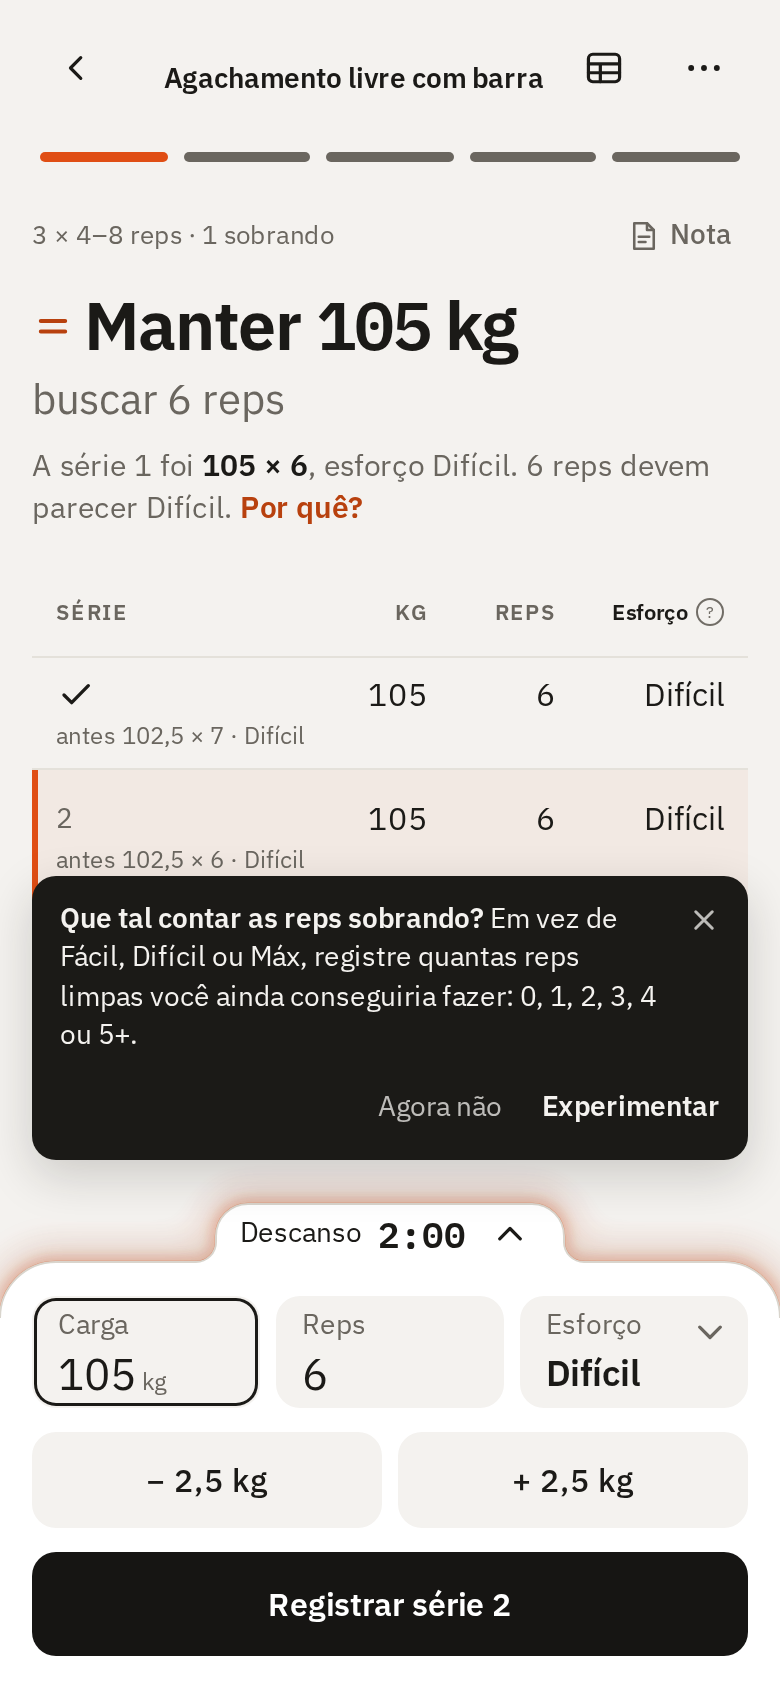 Agachamento livre com barra
3 × 4–8 reps · 1 sobrando
Nota
= Manter 105 kg
buscar 6 reps
A série 1 foi 105 × 6, esforço Difícil. 6 reps devem
parecer Difícil. Por quê?
SÉRIE KG REPS Esforço ?
105 6 Difícil
antes 102,5 × 7 · Difícil
2 105 6 Difícil
antes 102,5 × 6 · Difícil
Que tal contar as reps sobrando? Em vez de
Fácil, Difícil ou Máx, registre quantas reps
limpas você ainda conseguiria fazer: 0, 1, 2, 3, 4
ou 5+.
Agora não Experimentar
Descanso 2:00
Carga Reps Esforço
105 kg 6 Difícil
− 2,5 kg + 2,5 kg
Registrar série 2